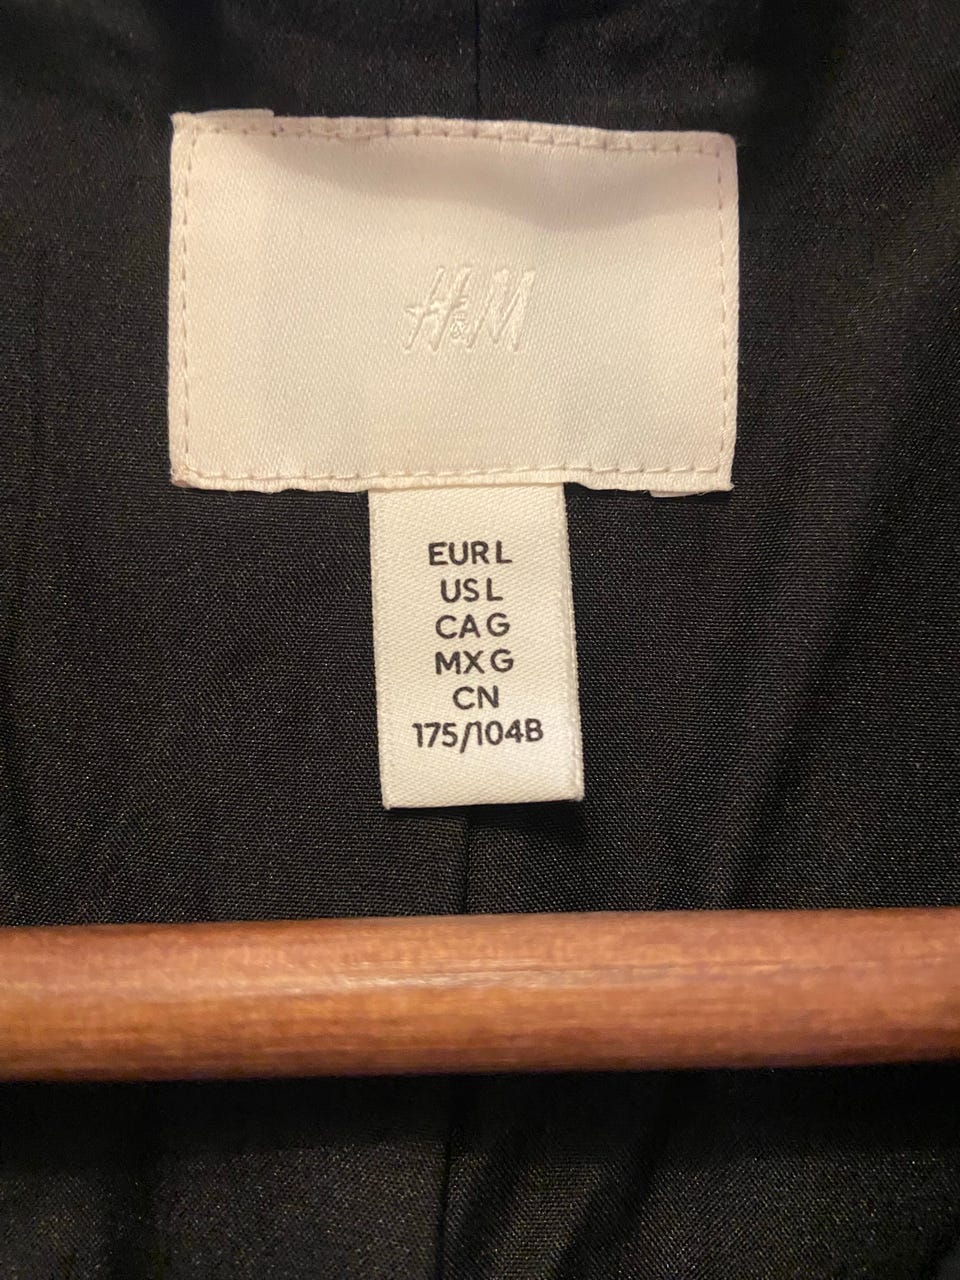 H&M
EUR L
US L
CA G
MX G
CN
175/104B